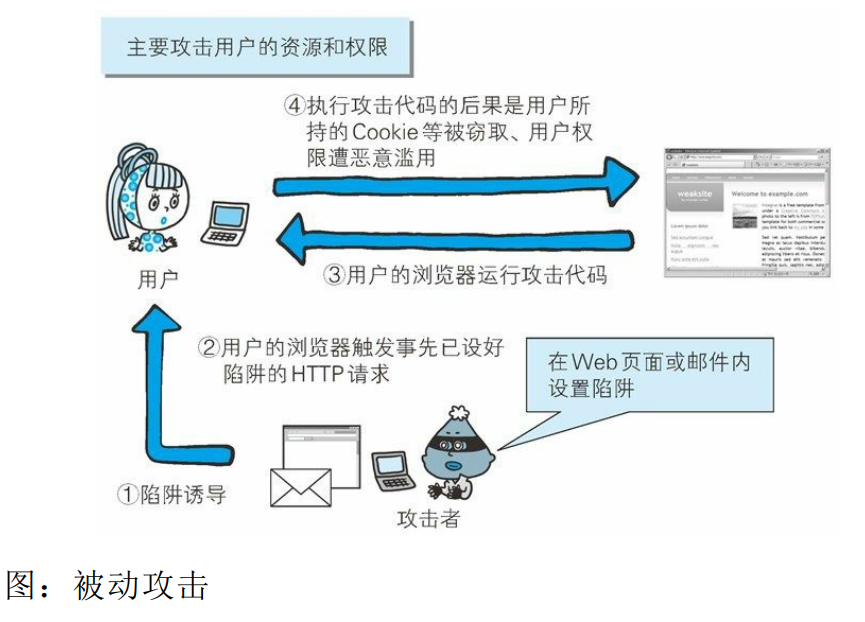 主要攻击用户的资源和权限
④执行攻击代码的后果是用户所
持的Cookie等被窃取、用户权
限遭恶意滥用
weaksite
Welcome to example.com
用户
③用户的浏览器运行攻击代码
②用户的浏览器触发事先已设好
陷阱的HTTP请求
在Web页面或邮件内
设置陷阱
①陷阱诱导
攻击者
图：被动攻击